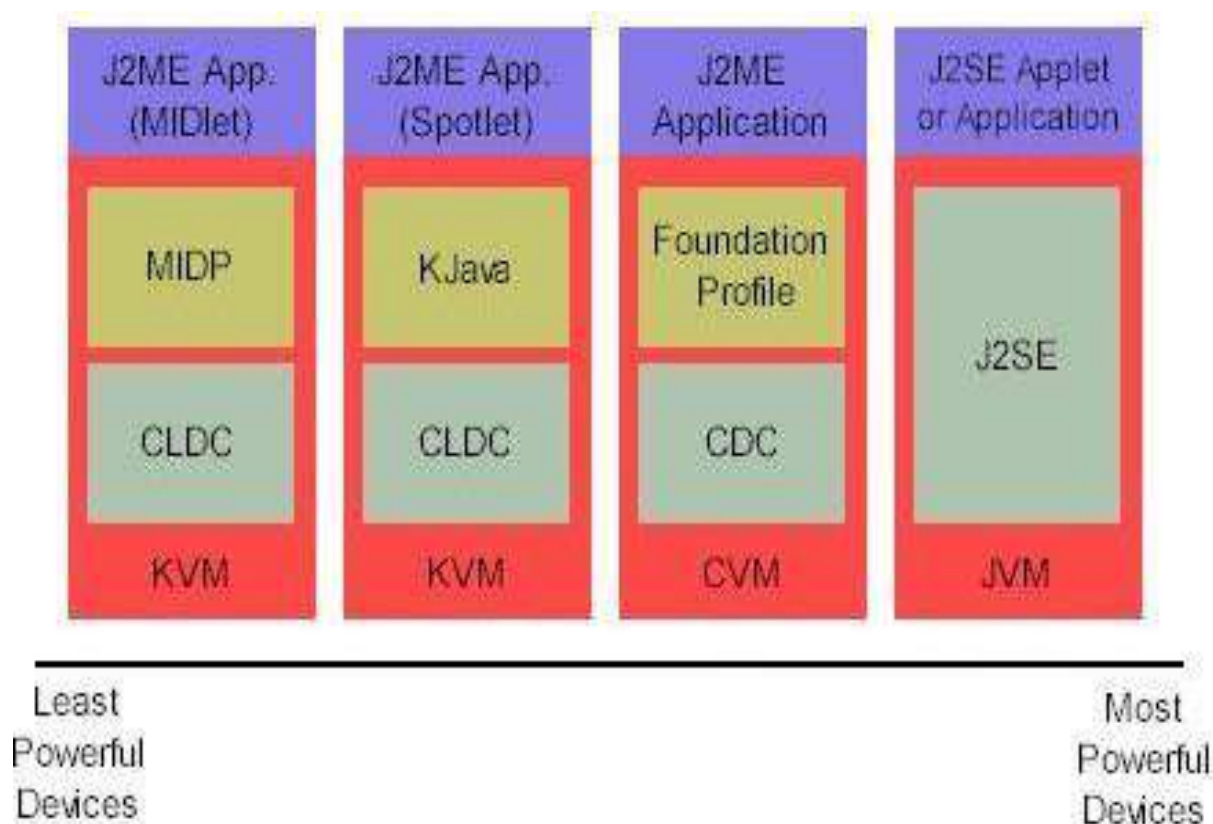 J2ME App.
(MIDlet)
MIDP
CLDC
KVM
J2ME App.
(Spotlet)
KJava
CLDC
KVM
J2ME
Application
Foundation
Profile
CDC
CVM
J2SE Applet
or Application
J2SE
JVM
Least
Powerful
Devices
Most
Powerful
Devices